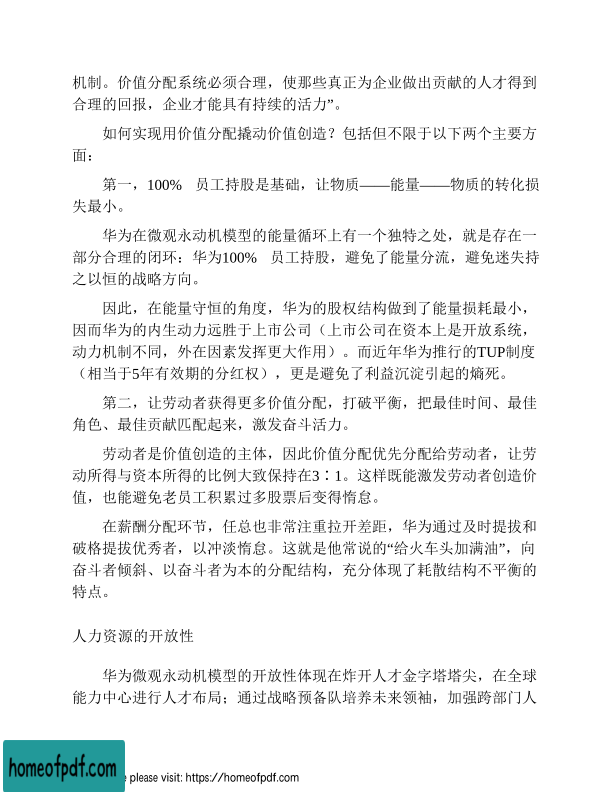 机制。价值分配系统必须合理，使那些真正为企业做出贡献的人才得到
合理的回报，企业才能具有持续的活力”。
如何实现用价值分配撬动价值创造？包括但不限于以下两个主要方
面：
第一，100% 员工持股是基础，让物质——能量——物质的转化损
失最小。
华为在微观永动机模型的能量循环上有一个独特之处，就是存在一
部分合理的闭环：华为100% 员工持股，避免了能量分流，避免迷失持
之以恒的战略方向。
因此，在能量守恒的角度，华为的股权结构做到了能量损耗最小，
因而华为的内生动力远胜于上市公司（上市公司在资本上是开放系统，
动力机制不同，外在因素发挥更大作用）。而近年华为推行的TUP制度
（相当于5年有效期的分红权），更是避免了利益沉淀引起的熵死。
第二，让劳动者获得更多价值分配，打破平衡，把最佳时间、最佳
角色、最佳贡献匹配起来，激发奋斗活力。
劳动者是价值创造的主体，因此价值分配优先分配给劳动者，让劳
动所得与资本所得的比例大致保持在3∶1。这样既能激发劳动者创造价
值，也能避免老员工积累过多股票后变得惰怠。
在薪酬分配环节，任总也非常注重拉开差距，华为通过及时提拔和
破格提拔优秀者，以冲淡惰怠。这就是他常说的“给火车头加满油”，向
奋斗者倾斜、以奋斗者为本的分配结构，充分体现了耗散结构不平衡的
特点。
人力资源的开放性
华为微观永动机模型的开放性体现在炸开人才金字塔塔尖，在全球
能力中心进行人才布局；通过战略预备队培养未来领袖，加强跨部门人
homeofpdf.com
please visit: https://homeofpdf.com